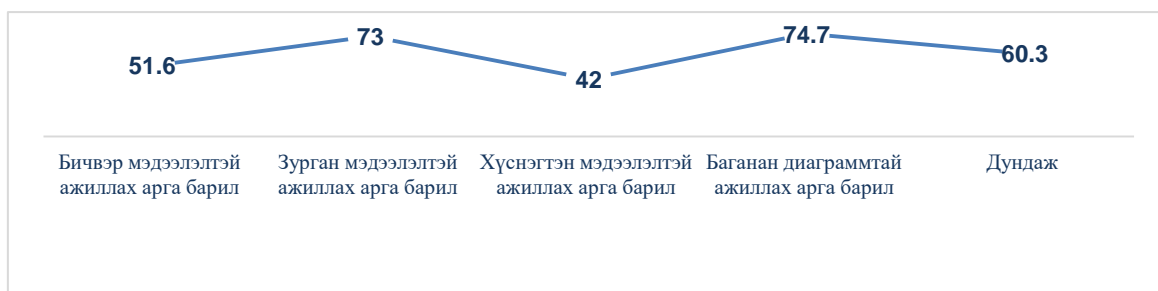 51.6
73
42
74.7
60.3
Бичвэр мэдээлэлтэй ажиллах арга барил
Зурган мэдээлэлтэй ажиллах арга барил
Хүснэгтэн мэдээлэлтэй ажиллах арга барил
Баганан диаграммтай ажиллах арга барил
Дундаж